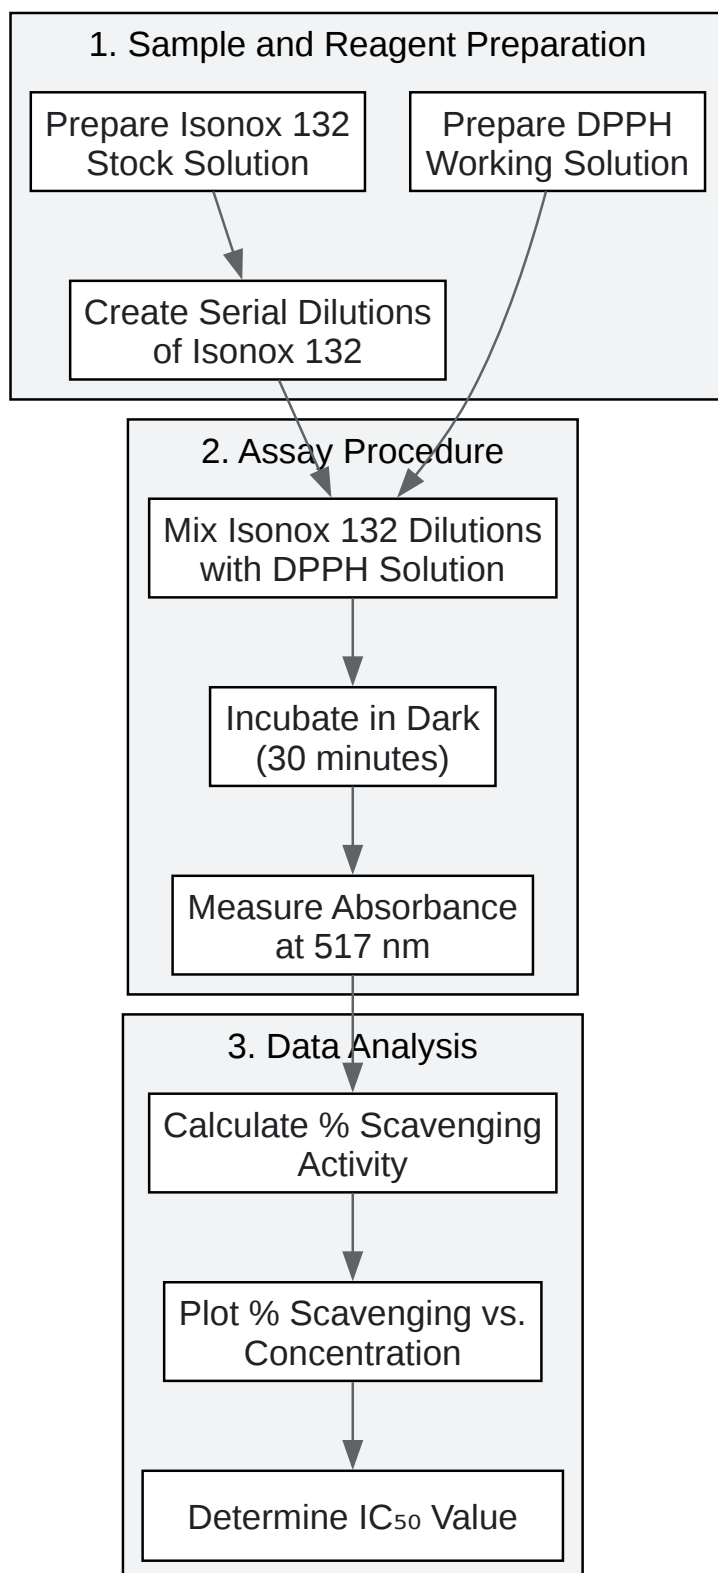 1. Sample and Reagent Preparation
Prepare Isonox 132
Stock Solution
Prepare DPPH
Working Solution
Create Serial Dilutions
of Isonox 132
2. Assay Procedure
Mix Isonox 132 Dilutions
with DPPH Solution
Incubate in Dark
(30 minutes)
Measure Absorbance
at 517 nm
3. Data Analysis
Calculate % Scavenging
Activity
Plot % Scavenging vs.
Concentration
Determine IC₅₀ Value